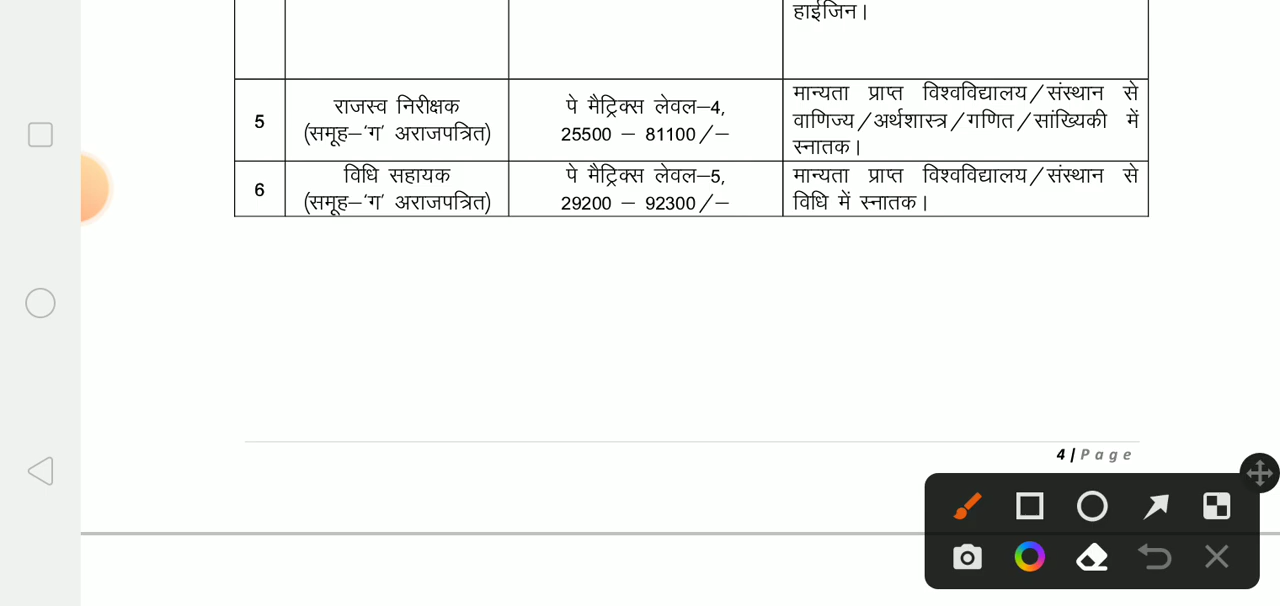 हाईजिन।
5
राजस्व निरीक्षक
(समूह–'ग' अराजपत्रित)
पे मैट्रिक्स लेवल–4,
25500 – 81100/–
मान्यता प्राप्त विश्वविद्यालय/संस्थान से
वाणिज्य/अर्थशास्त्र/गणित/सांख्यिकी में
स्नातक।
6
विधि सहायक
(समूह–'ग' अराजपत्रित)
पे मैट्रिक्स लेवल–5,
29200 – 92300/–
मान्यता प्राप्त विश्वविद्यालय/संस्थान से
विधि में स्नातक।
4 | Page